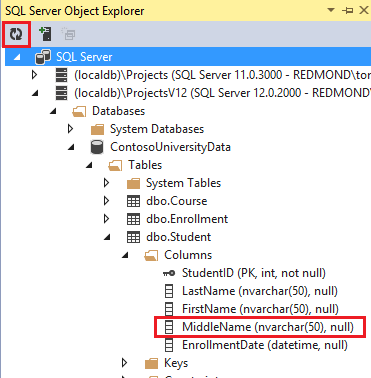 SQL Server Object Explorer
SQL Server
(localdb)\Projects (SQL Server 11.0.3000 - REDMOND\tor
(localdb)\ProjectsV12 (SQL Server 12.0.2000 - REDMOND\
Databases
System Databases
ContosoUniversityData
Tables
System Tables
dbo.Course
dbo.Enrollment
dbo.Student
Columns
StudentID (PK, int, not null)
LastName (nvarchar(50), null)
FirstName (nvarchar(50), null)
MiddleName (nvarchar(50), null)
EnrollmentDate (datetime, null)
Keys